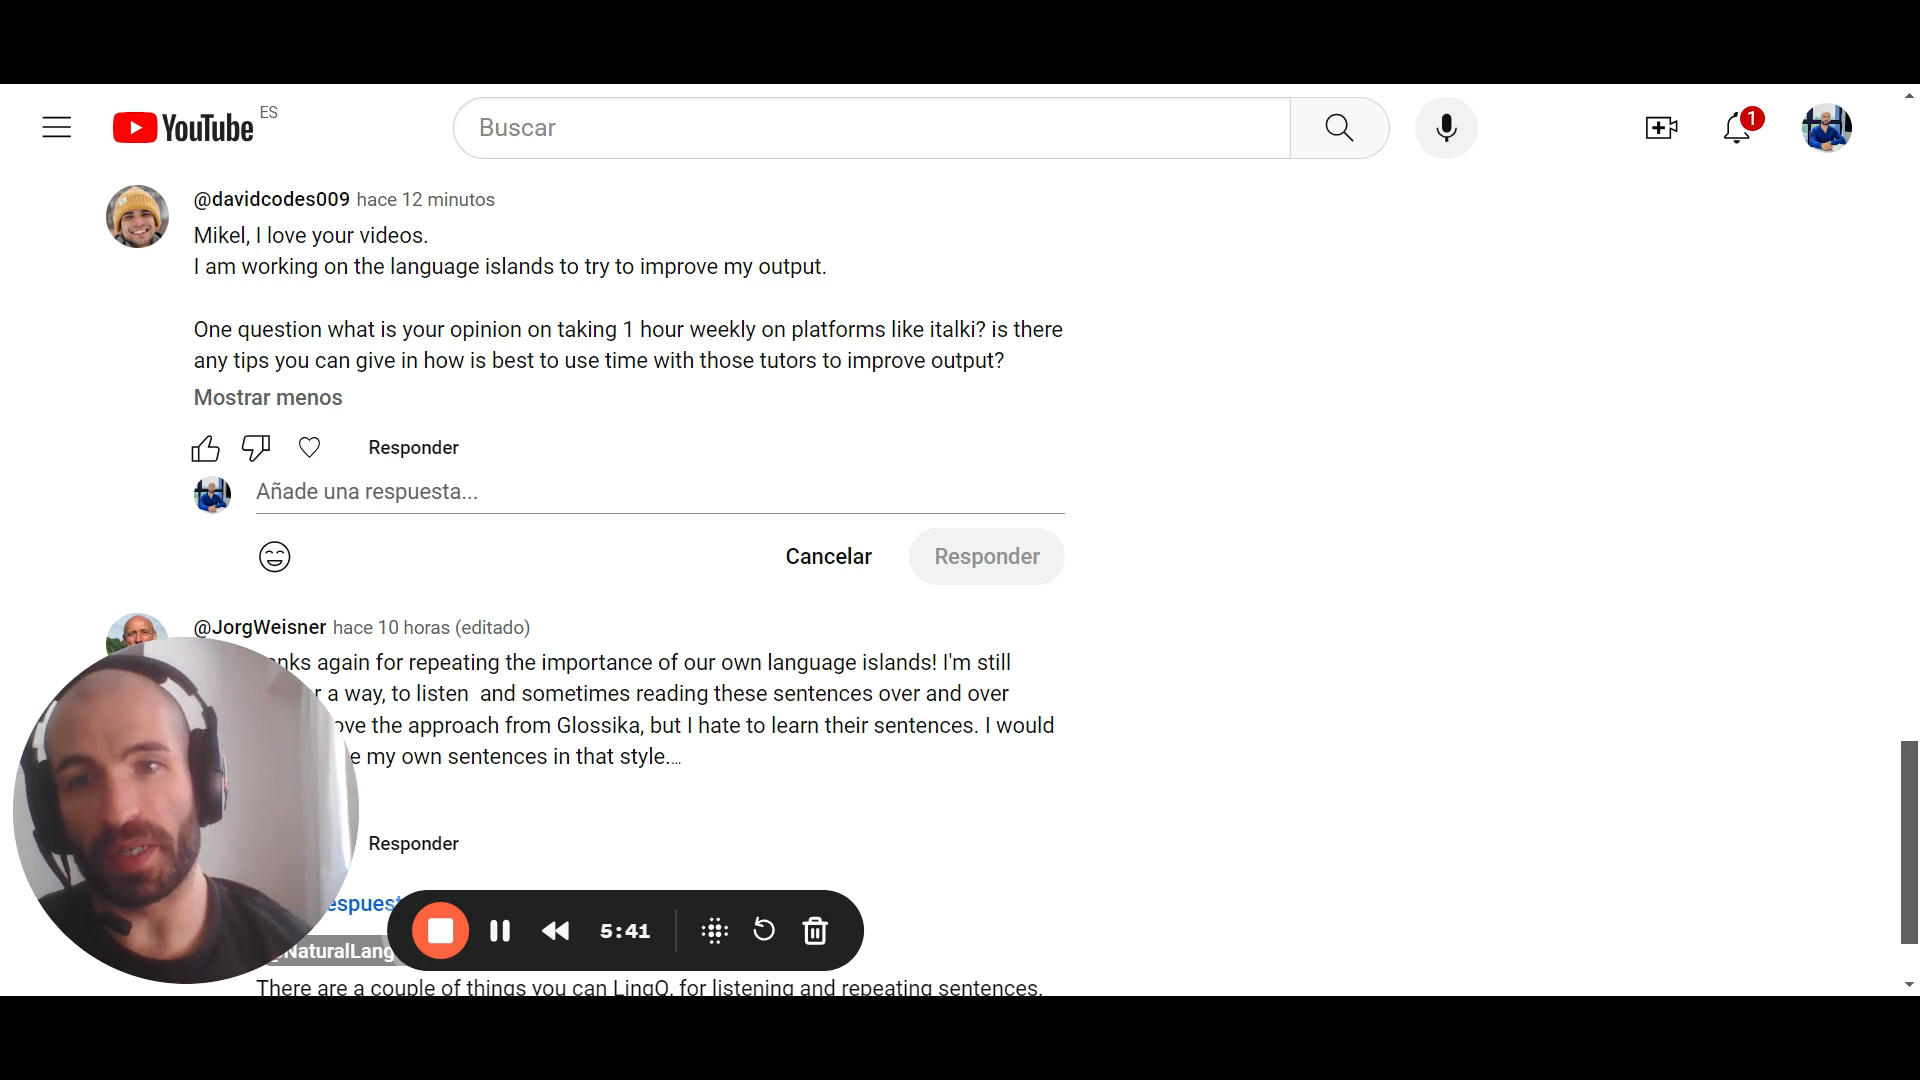 YouTube ES
Buscar
1
@davidcodes009 hace 12 minutos
Mikel, I love your videos.
I am working on the language islands to try to improve my output.
One question what is your opinion on taking 1 hour weekly on platforms like italki? is there
any tips you can give in how is best to use time with those tutors to improve output?
Mostrar menos
Responder
Añade una respuesta...
Cancelar Responder
@JorgWeisner hace 10 horas (editado)
again for repeating the importance of our own language islands! I'm still
a way, to listen and sometimes reading these sentences over and over
the approach from Glossika, but I hate to learn their sentences. I would
my own sentences in that style....
Responder
5:41
There are a couple of things you can LingQ, for listening and repeating sentences.